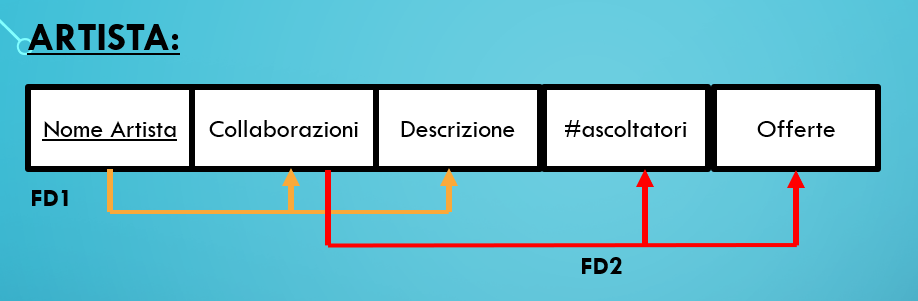 ARTISTA:
Nome Artista Collaborazioni Descrizione #ascoltatori Offerte
FD1
FD2